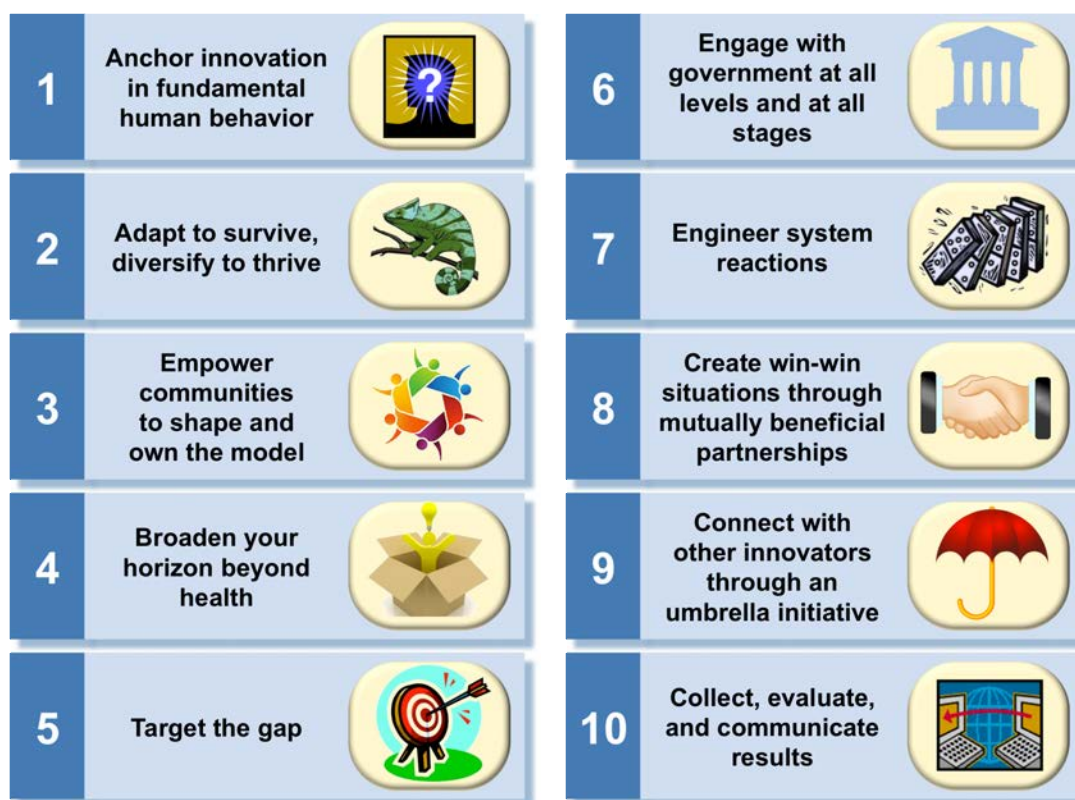 1
Anchor innovation
in fundamental
human behavior
?
2
Adapt to survive,
diversify to thrive
3
Empower
communities
to shape and
own the model
4
Broaden your
horizon beyond
health
5
Target the gap
6
Engage with
government at all
levels and at all
stages
7
Engineer system
reactions
8
Create win-win
situations through
mutually beneficial
partnerships
9
Connect with
other innovators
through an
umbrella initiative
10
Collect, evaluate,
and communicate
results